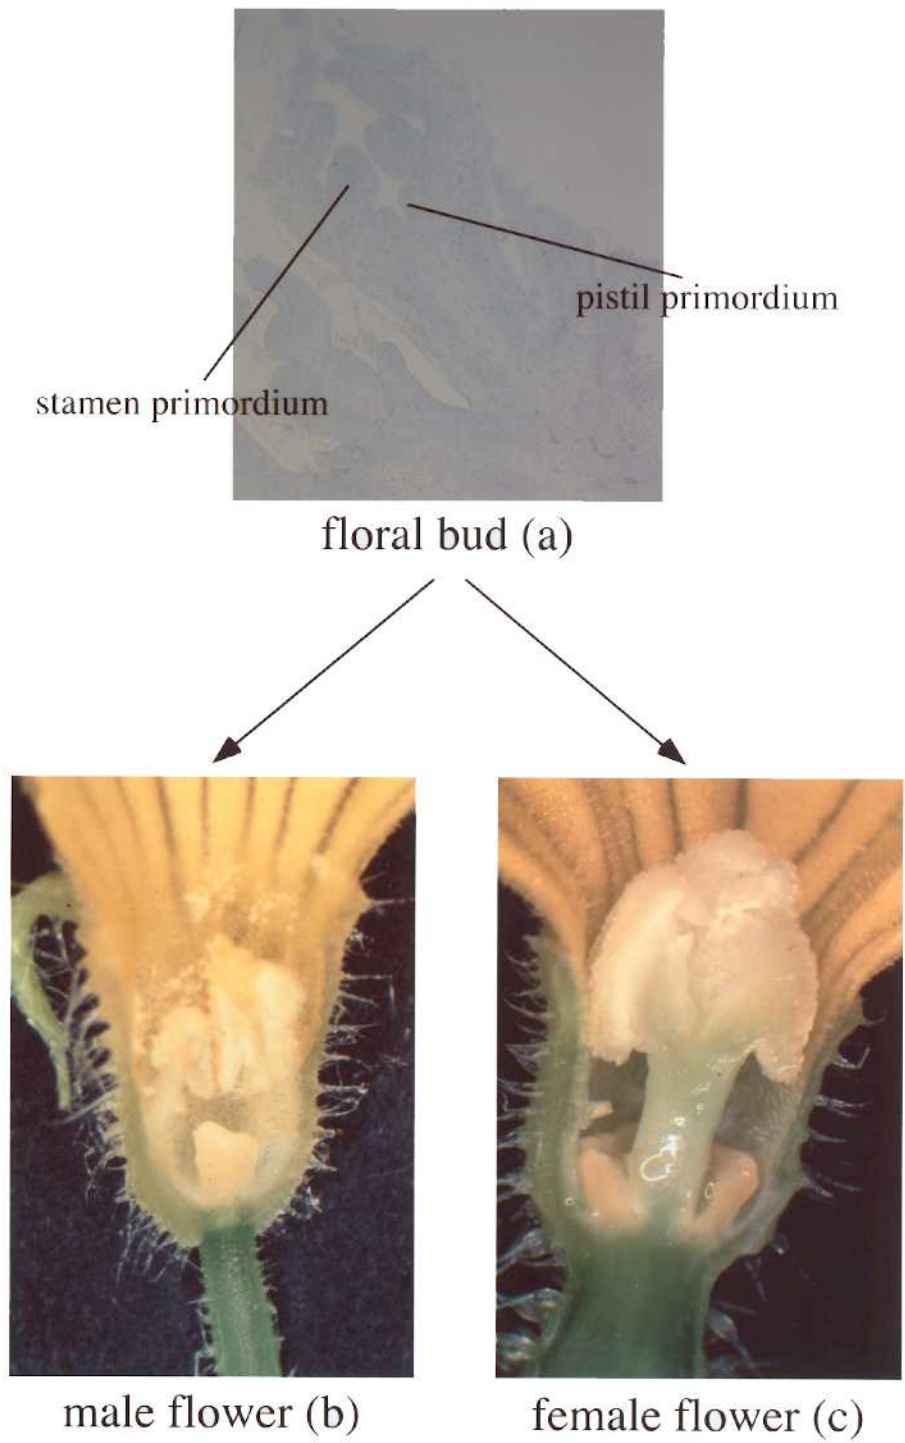 pistil primordium
stamen primordium
floral bud (a)
male flower (b)
female flower (c)